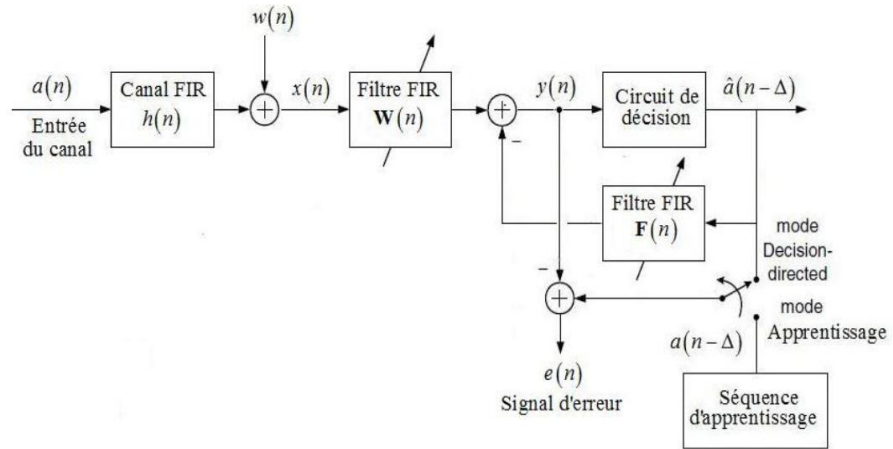 w(n)
a(n)
Entrée
du canal
Canal FIR
h(n)
+
x(n)
Filtre FIR
W(n)
+
–
y(n)
Circuit de
décision
â(n-Δ)
Filtre FIR
F(n)
mode
Decision-
directed
–
+
mode
Apprentissage
a(n-Δ)
e(n)
Signal d'erreur
Séquence
d'apprentissage